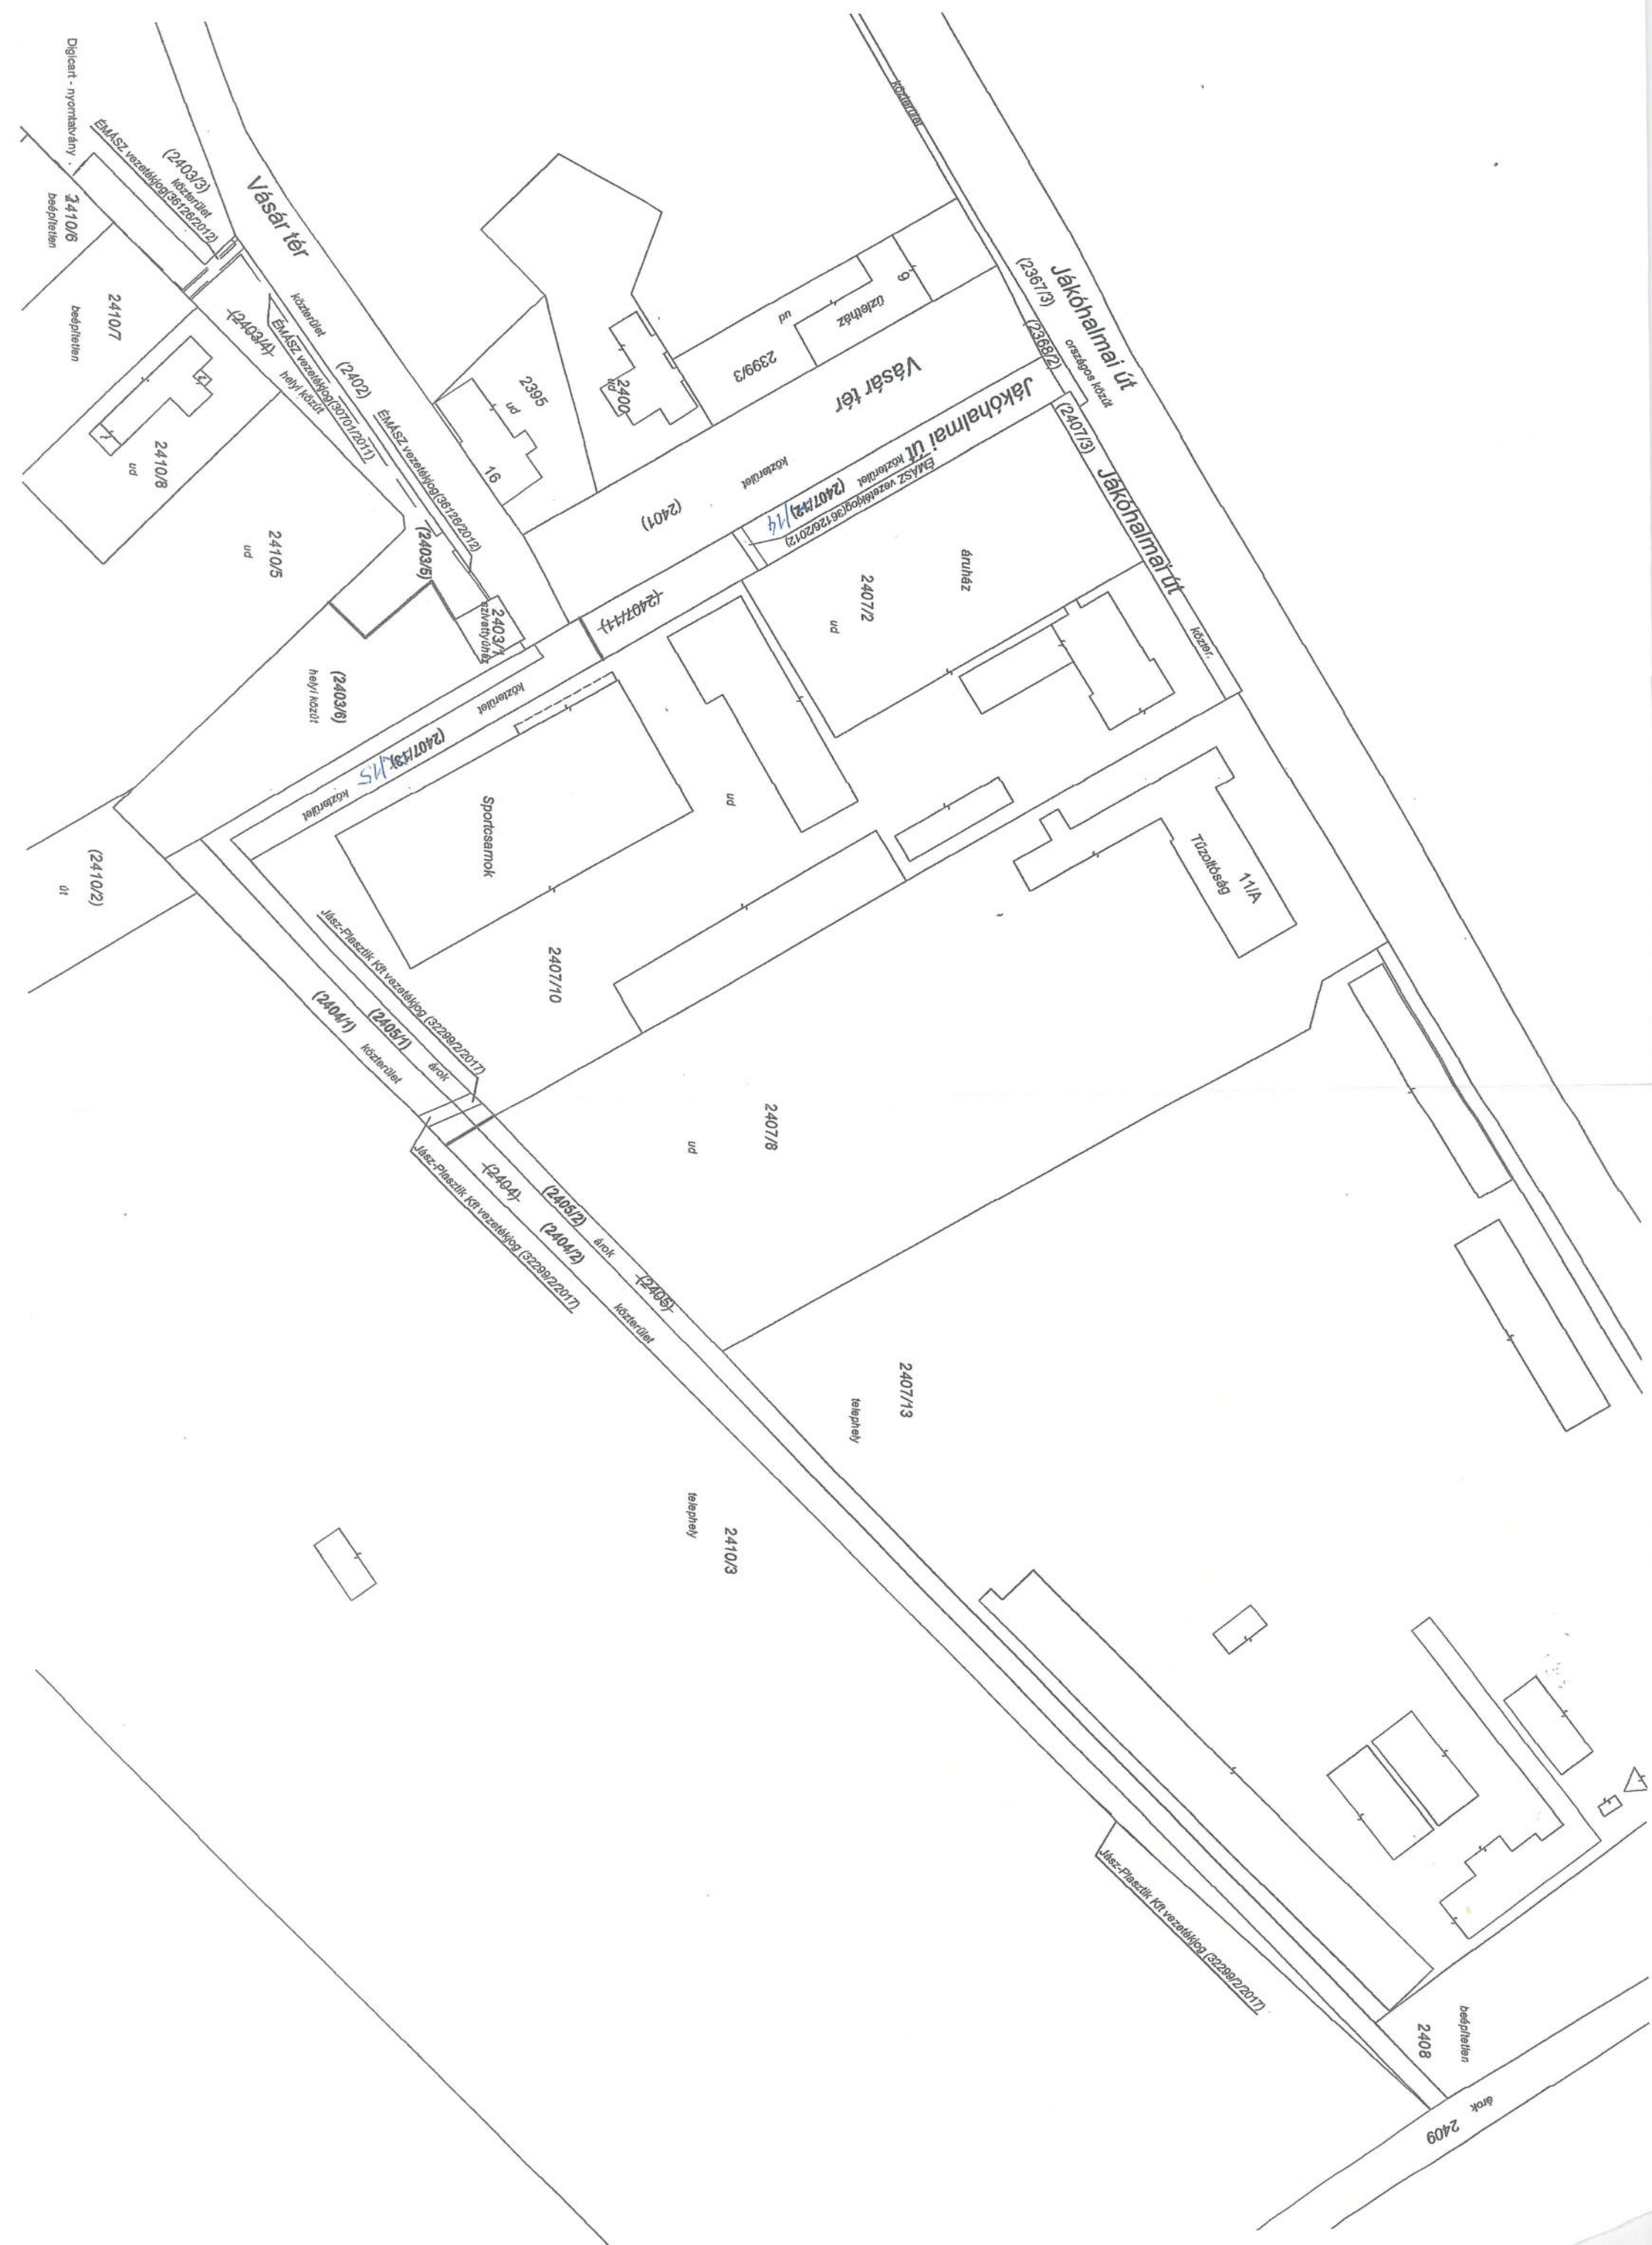 Digicart - nyomtatvány
ÉMÁSZ vezetékjog(36126/2012)
(2403/3)
közterület
2410/6
beépítetlen
2410/7
beépítetlen
2410/8
ud
7
Vásár tér
közterület
(2402)
(2403/4)
ÉMÁSZ vezetékjog(30701/2011)
helyi közút
ÉMÁSZ vezetékjog(36126/2012)
(2403/5)
2403/1
szivattyúház
2410/5
ud
(2403/6)
helyi közút
(2410/2)
út
2395
ud
16
2400
ud
2399/3
ud
üzletház
9
Vásár tér
közterület
(2401)
közterület
(2367/3)
Jákóhalmai út
országos közút
(2368/2)
(2407/3)
Jákóhalmai út
közter.
Jákóhalmai út
közterület
(2407/12)
/14
ÉMÁSZ vezetékjog(36126/2012)
(2407/11)
áruház
2407/2
ud
közterület
(2407/13)
/15
közterület
Sportcsarnok
ud
2407/10
Tűzoltóság
11/A
Jász-Plasztik Kft vezetékjog (32299/2/2017)
(2404/1)
közterület
(2405/1)
árok
2407/8
ud
(2404)
(2405/2)
árok
(2404/2)
közterület
(2405)
Jász-Plasztik Kft vezetékjog (32299/2/2017)
2407/13
telephely
2410/3
telephely
Jász-Plasztik Kft vezetékjog (32299/2/2017)
beépítetlen
2408
árok
2409